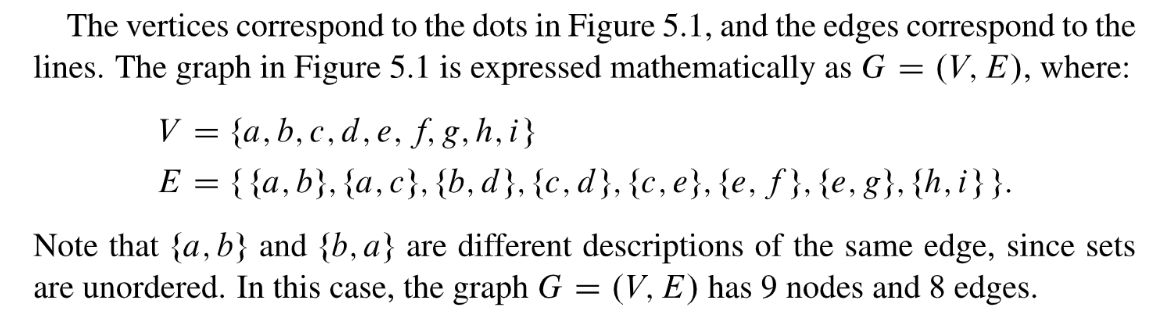 The vertices correspond to the dots in Figure 5.1, and the edges correspond to the
lines. The graph in Figure 5.1 is expressed mathematically as G = (V, E), where:
V = {a, b, c, d, e, f, g, h, i}
E = { {a, b}, {a, c}, {b, d}, {c, d}, {c, e}, {e, f}, {e, g}, {h, i} }.
Note that {a, b} and {b, a} are different descriptions of the same edge, since sets
are unordered. In this case, the graph G = (V, E) has 9 nodes and 8 edges.